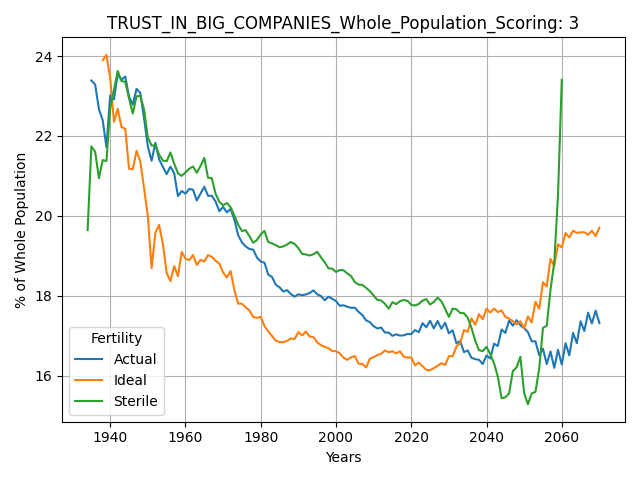 TRUST_IN_BIG_COMPANIES_Whole_Population_Scoring: 3
% of Whole Population
24
22
20
18
16
Fertility
Actual
Ideal
Sterile
1940 1960 1980 2000 2020 2040 2060
Years